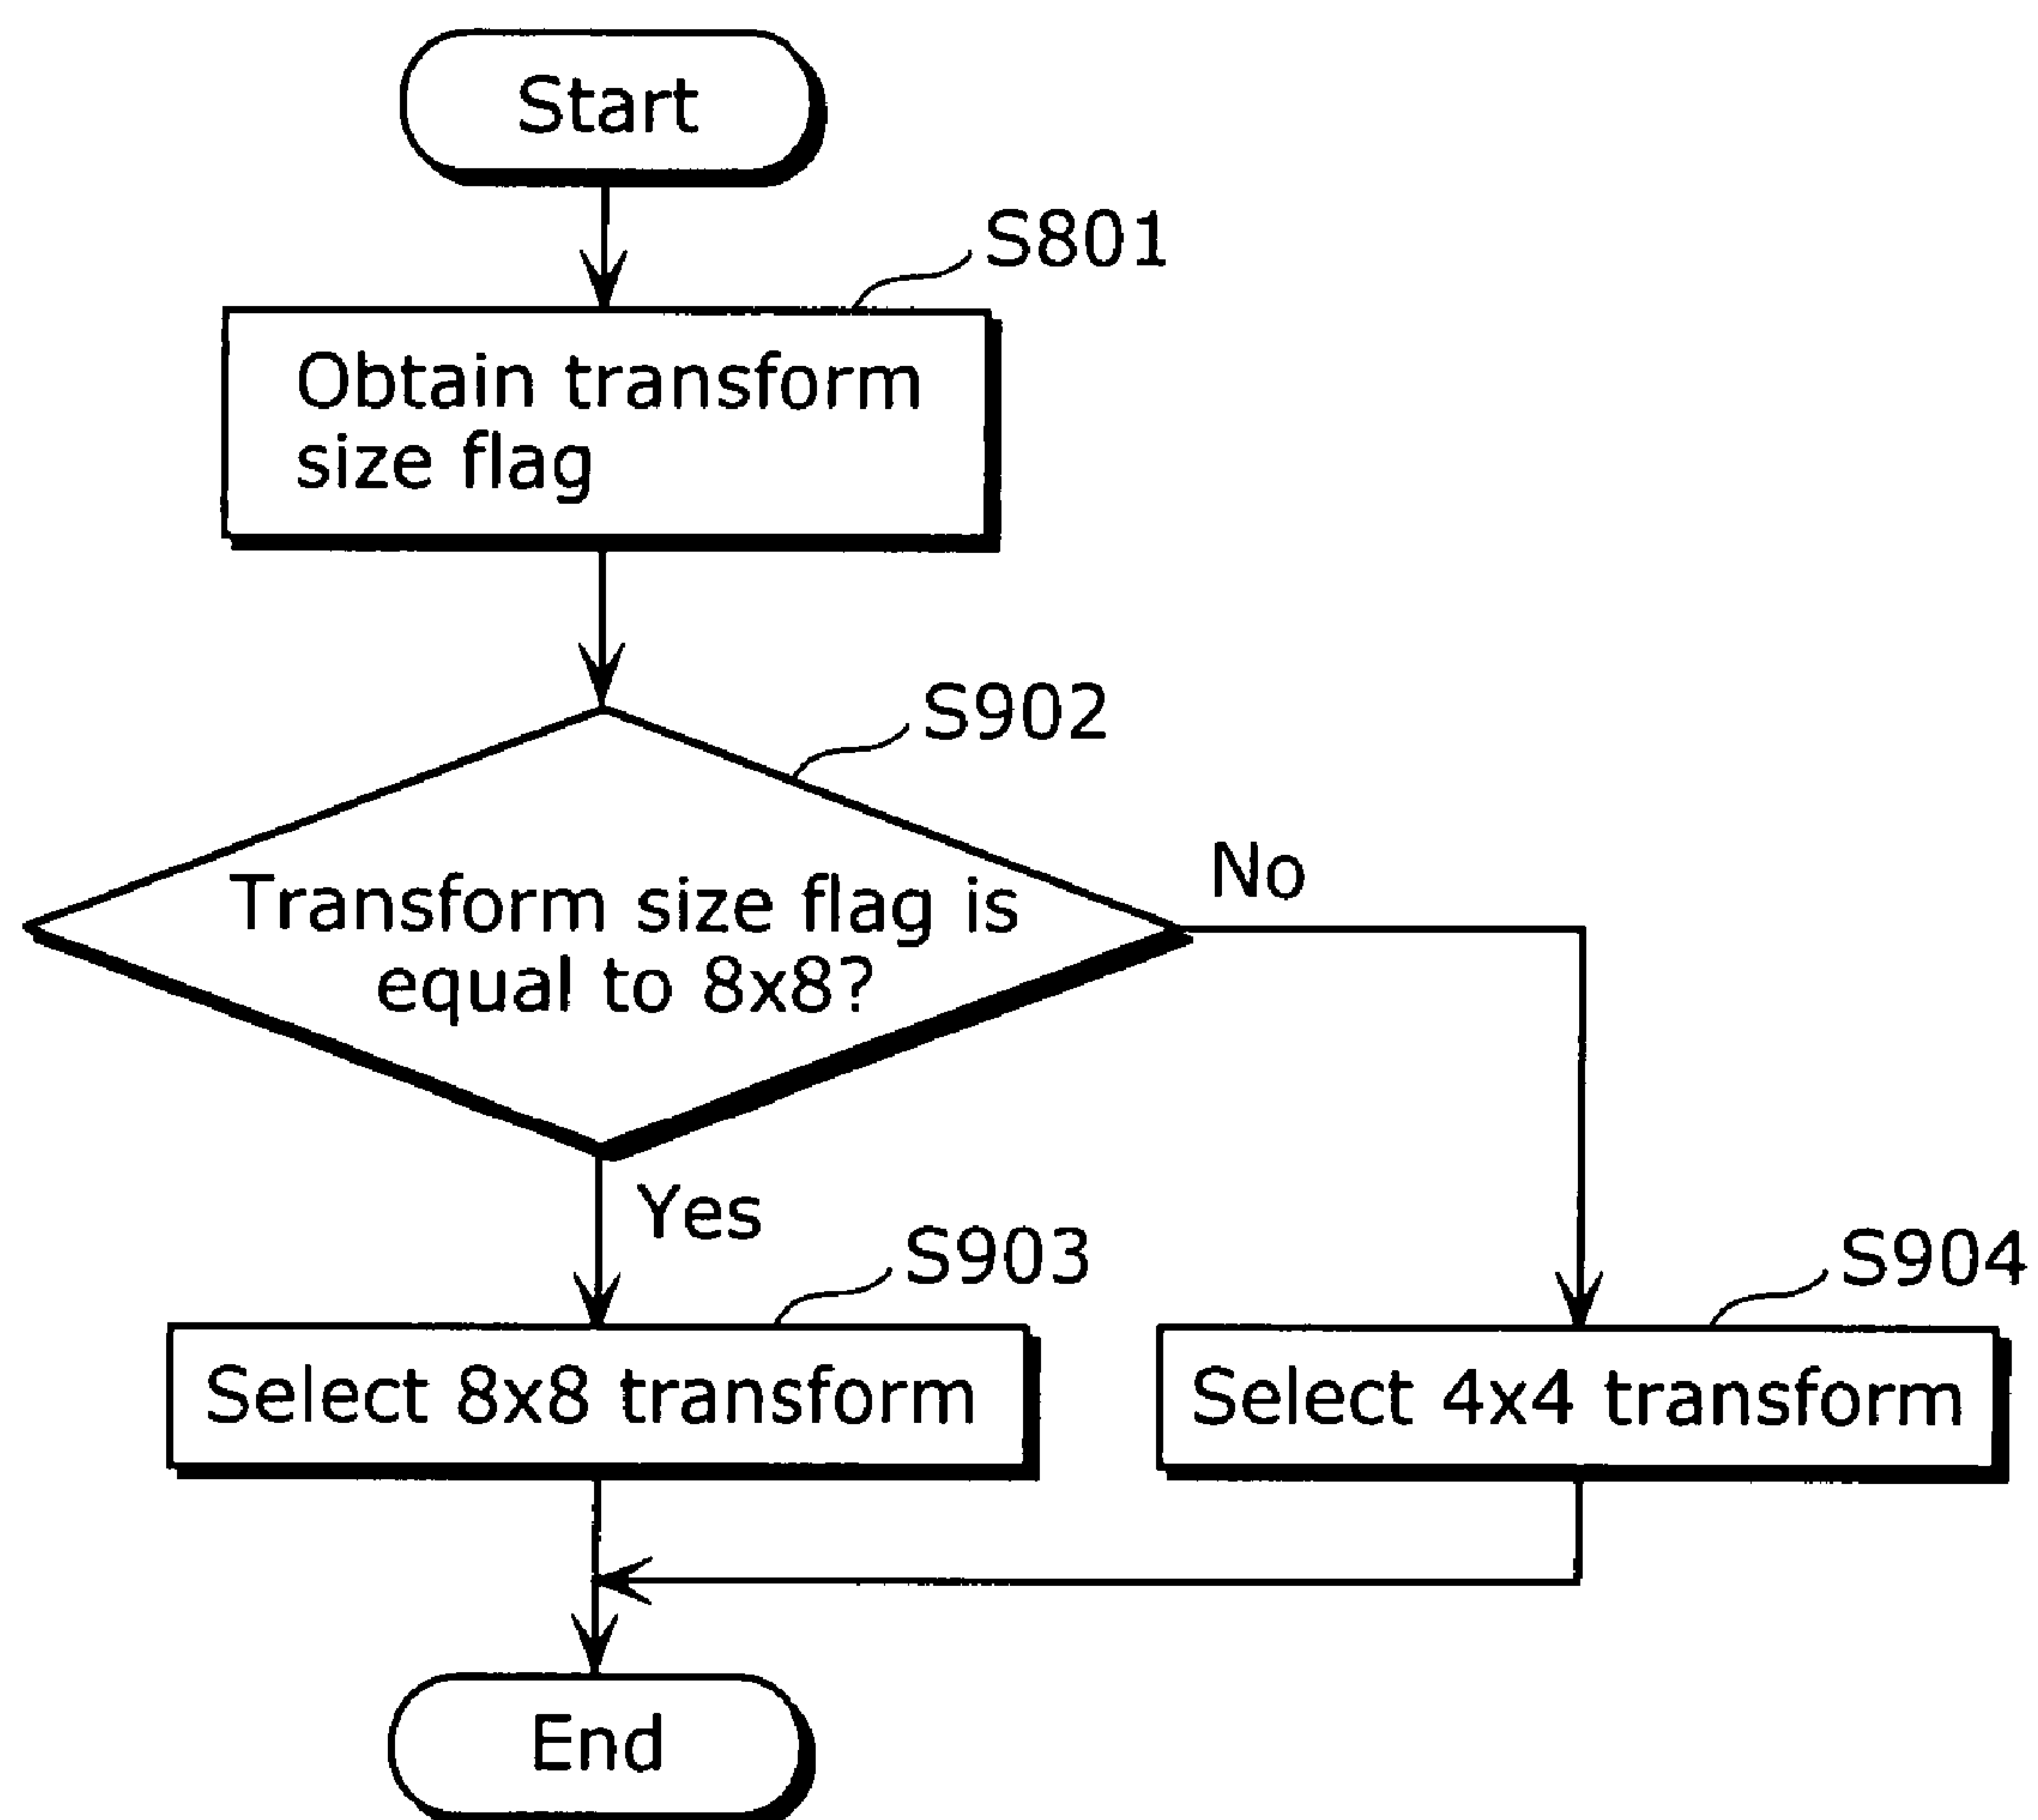 Start
S801
Obtain transform
size flag
S902
Transform size flag is
equal to 8x8?
No
Yes
S903
S904
Select 8x8 transform
Select 4x4 transform
End